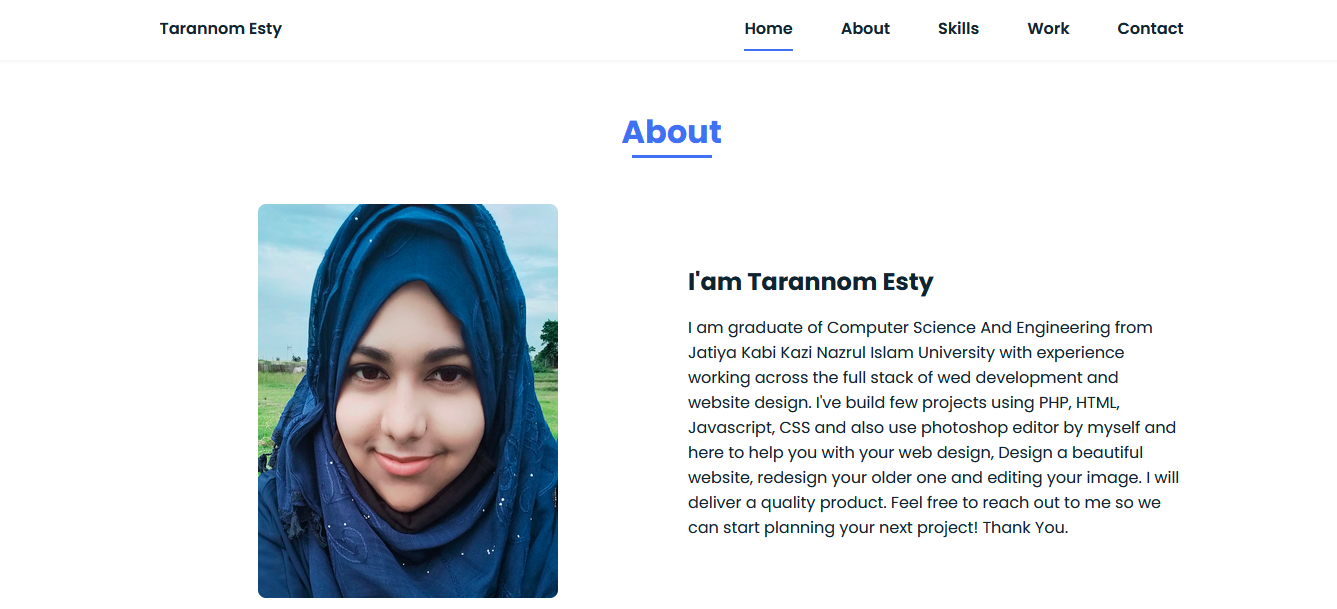 Tarannom Esty
Home About Skills Work Contact
About
I'am Tarannom Esty
I am graduate of Computer Science And Engineering from
Jatiya Kabi Kazi Nazrul Islam University with experience
working across the full stack of wed development and
website design. I've build few projects using PHP, HTML,
Javascript, CSS and also use photoshop editor by myself and
here to help you with your web design, Design a beautiful
website, redesign your older one and editing your image. I will
deliver a quality product. Feel free to reach out to me so we
can start planning your next project! Thank You.